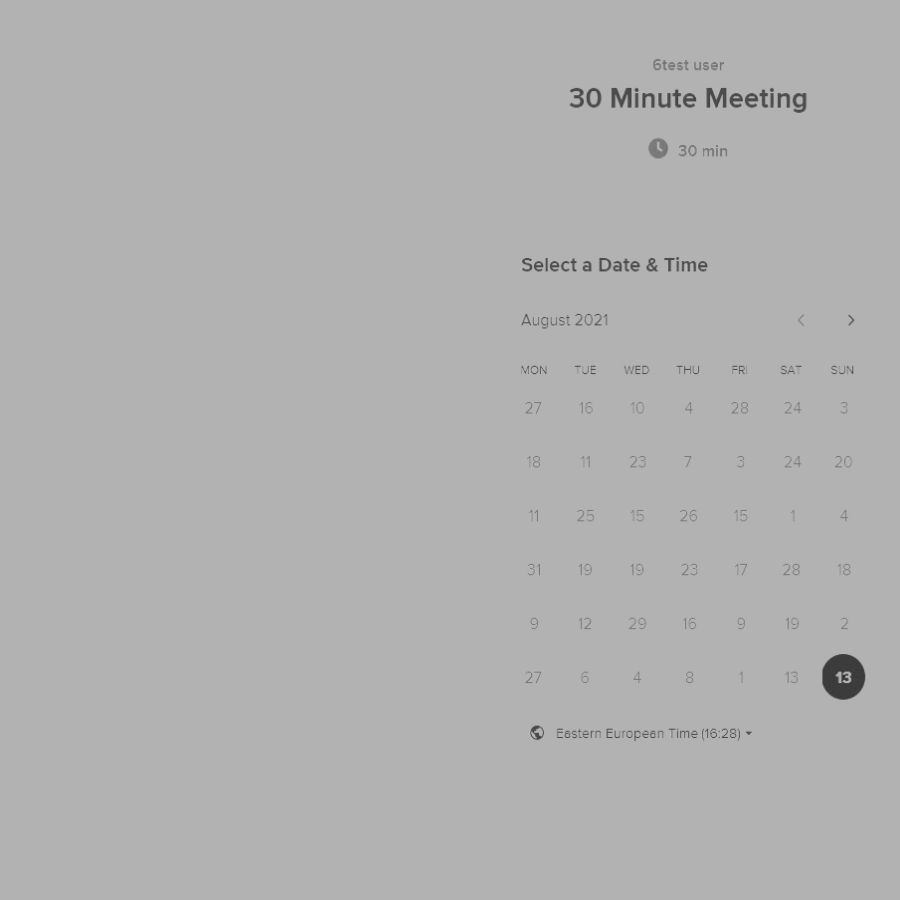 6test user
30 Minute Meeting
30 min
Select a Date & Time
August 2021
MON TUE WED THU FRI SAT SUN
27 16 10 4 28 24 3
18 11 23 7 3 24 20
11 25 15 26 15 1 4
31 19 19 23 17 28 18
9 12 29 16 9 19 2
27 6 4 8 1 13 13
Eastern European Time (16:28)